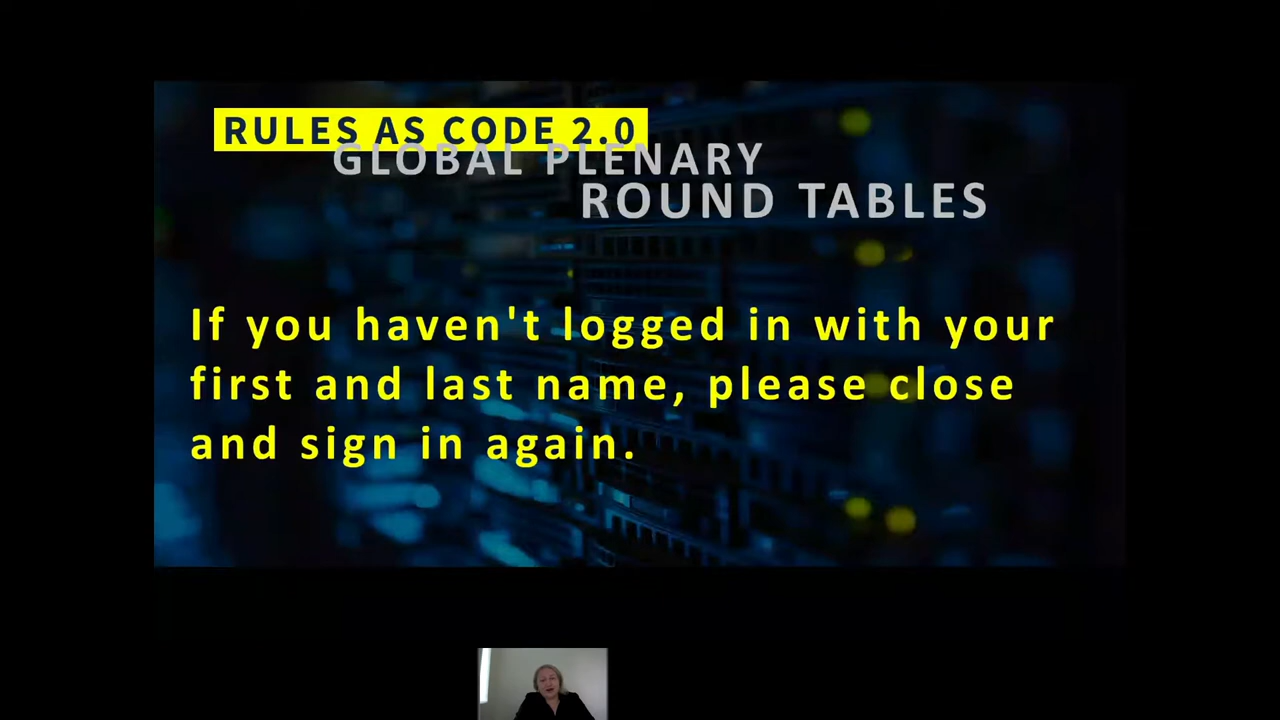 RULES AS CODE 2.0
GLOBAL PLENARY
ROUND TABLES
If you haven't logged in with your
first and last name, please close
and sign in again.